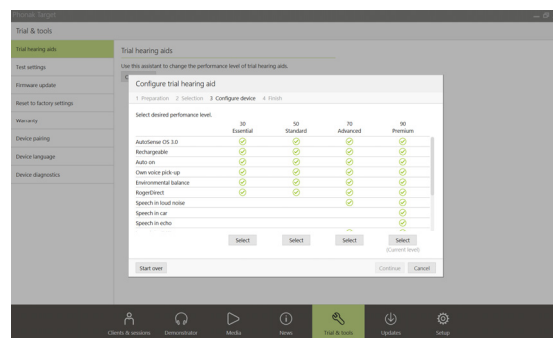 Phonak Target
Trial & tools
Trial hearing aids
Test settings
Firmware update
Reset to factory settings
Warranty
Device pairing
Device language
Device diagnostics
Trial hearing aids
Use this assistant to change the performance level of trial hearing aids.
Configure trial hearing aid
1 Preparation 2 Selection 3 Configure device 4 Finish
Select desired perfomance level.
30 50 70 90
Essential Standard Advanced Premium
AutoSense OS 3.0
Rechargeable
Auto on
Own voice pick-up
Environmental balance
RogerDirect
Speech in loud noise
Speech in car
Speech in echo
Select Select Select Select
(Current level)
Start over Continue Cancel
Clients & sessions Demonstrator Media News Trial & tools Updates Setup